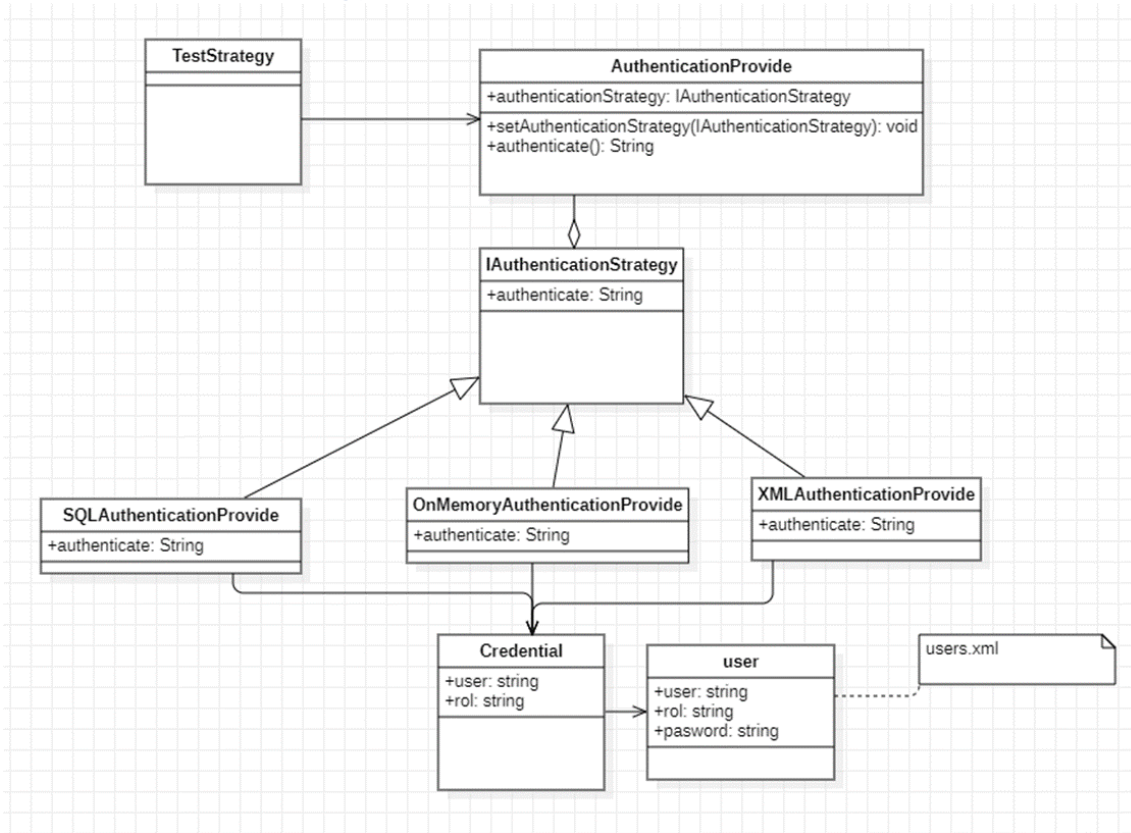 TestStrategy
AuthenticationProvide
+authenticationStrategy: IAuthenticationStrategy
+setAuthenticationStrategy(IAuthenticationStrategy): void
+authenticate(): String
IAuthenticationStrategy
+authenticate: String
SQLAuthenticationProvide
+authenticate: String
OnMemoryAuthenticationProvide
+authenticate: String
XMLAuthenticationProvide
+authenticate: String
Credential
+user: string
+rol: string
user
+user: string
+rol: string
+pasword: string
users.xml